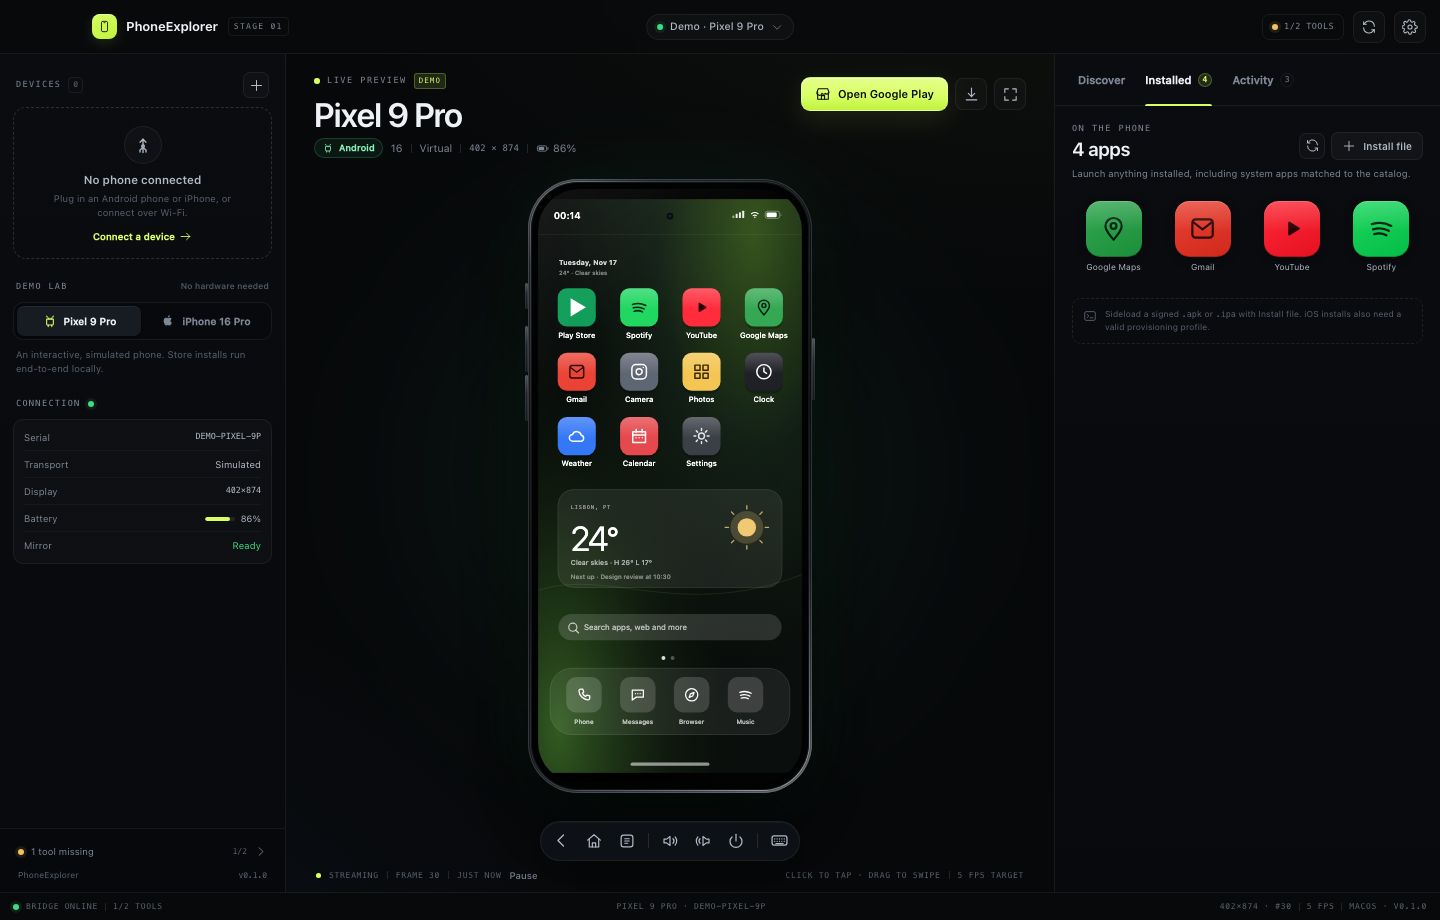 PhoneExplorer STAGE 01
Demo · Pixel 9 Pro
1/2 TOOLS
DEVICES 0
No phone connected
Plug in an Android phone or iPhone, or
connect over Wi-Fi.
Connect a device →
DEMO LAB No hardware needed
Pixel 9 Pro iPhone 16 Pro
An interactive, simulated phone. Store installs run
end-to-end locally.
CONNECTION
Serial DEMO-PIXEL-9P
Transport Simulated
Display 402×874
Battery 86%
Mirror Ready
1 tool missing 1/2
PhoneExplorer v0.1.0
LIVE PREVIEW DEMO
Pixel 9 Pro
Android 16 Virtual 402 × 874 86%
Open Google Play
00:14
Tuesday, Nov 17
24° · Clear skies
Play Store Spotify YouTube Google Maps
Gmail Camera Photos Clock
Weather Calendar Settings
LISBON, PT
24°
Clear skies · H 26° L 17°
Next up · Design review at 10:30
Search apps, web and more
Phone Messages Browser Music
STREAMING FRAME 30 JUST NOW Pause
CLICK TO TAP · DRAG TO SWIPE 5 FPS TARGET
Discover Installed 4 Activity 3
ON THE PHONE
4 apps
Install file
Launch anything installed, including system apps matched to the catalog.
Google Maps Gmail YouTube Spotify
Sideload a signed .apk or .ipa with Install file. iOS installs also need a
valid provisioning profile.
BRIDGE ONLINE 1/2 TOOLS
PIXEL 9 PRO · DEMO-PIXEL-9P
402×874 · #30 5 FPS MACOS · V0.1.0